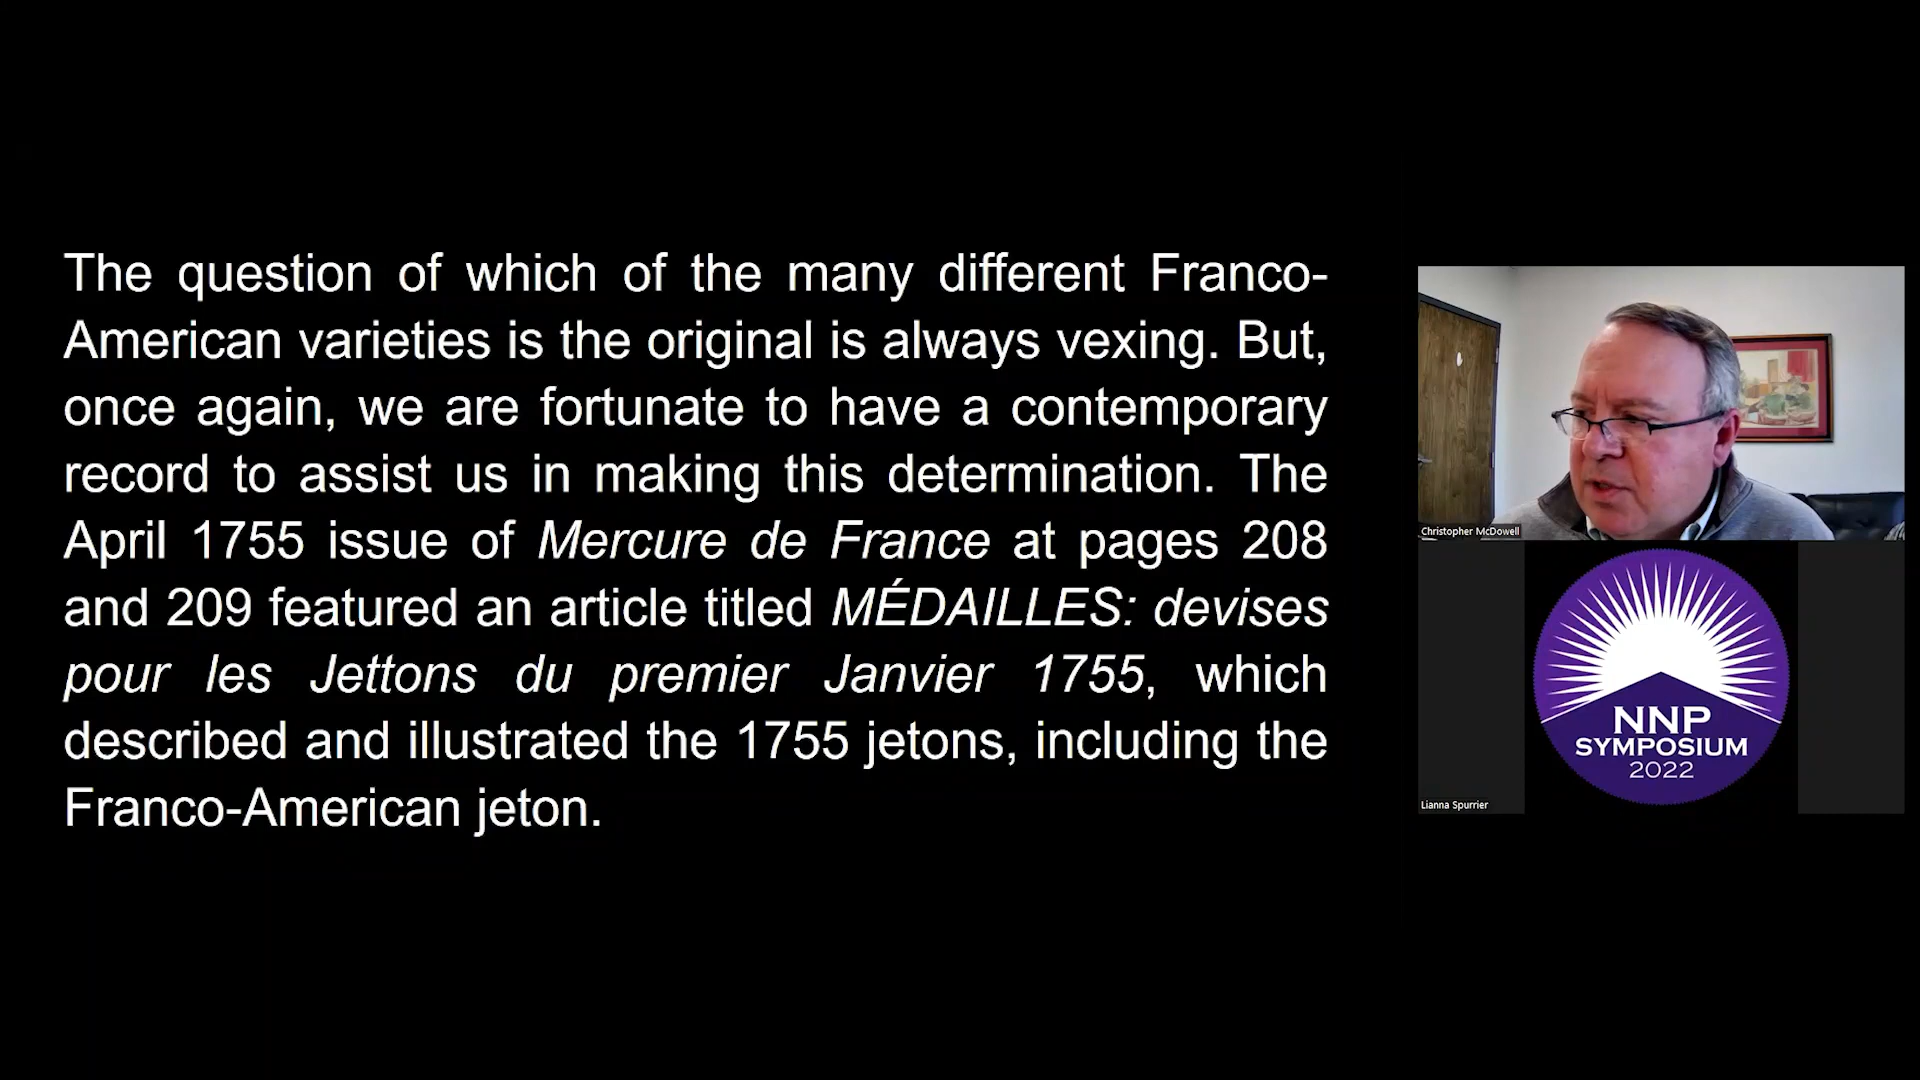 The question of which of the many different Franco-
American varieties is the original is always vexing. But,
once again, we are fortunate to have a contemporary
record to assist us in making this determination. The
April 1755 issue of Mercure de France at pages 208
and 209 featured an article titled MÉDAILLES: devises
pour les Jettons du premier Janvier 1755, which
described and illustrated the 1755 jetons, including the
Franco-American jeton.
Christopher McDowell
NNP
SYMPOSIUM
2022
Lianna Spurrier